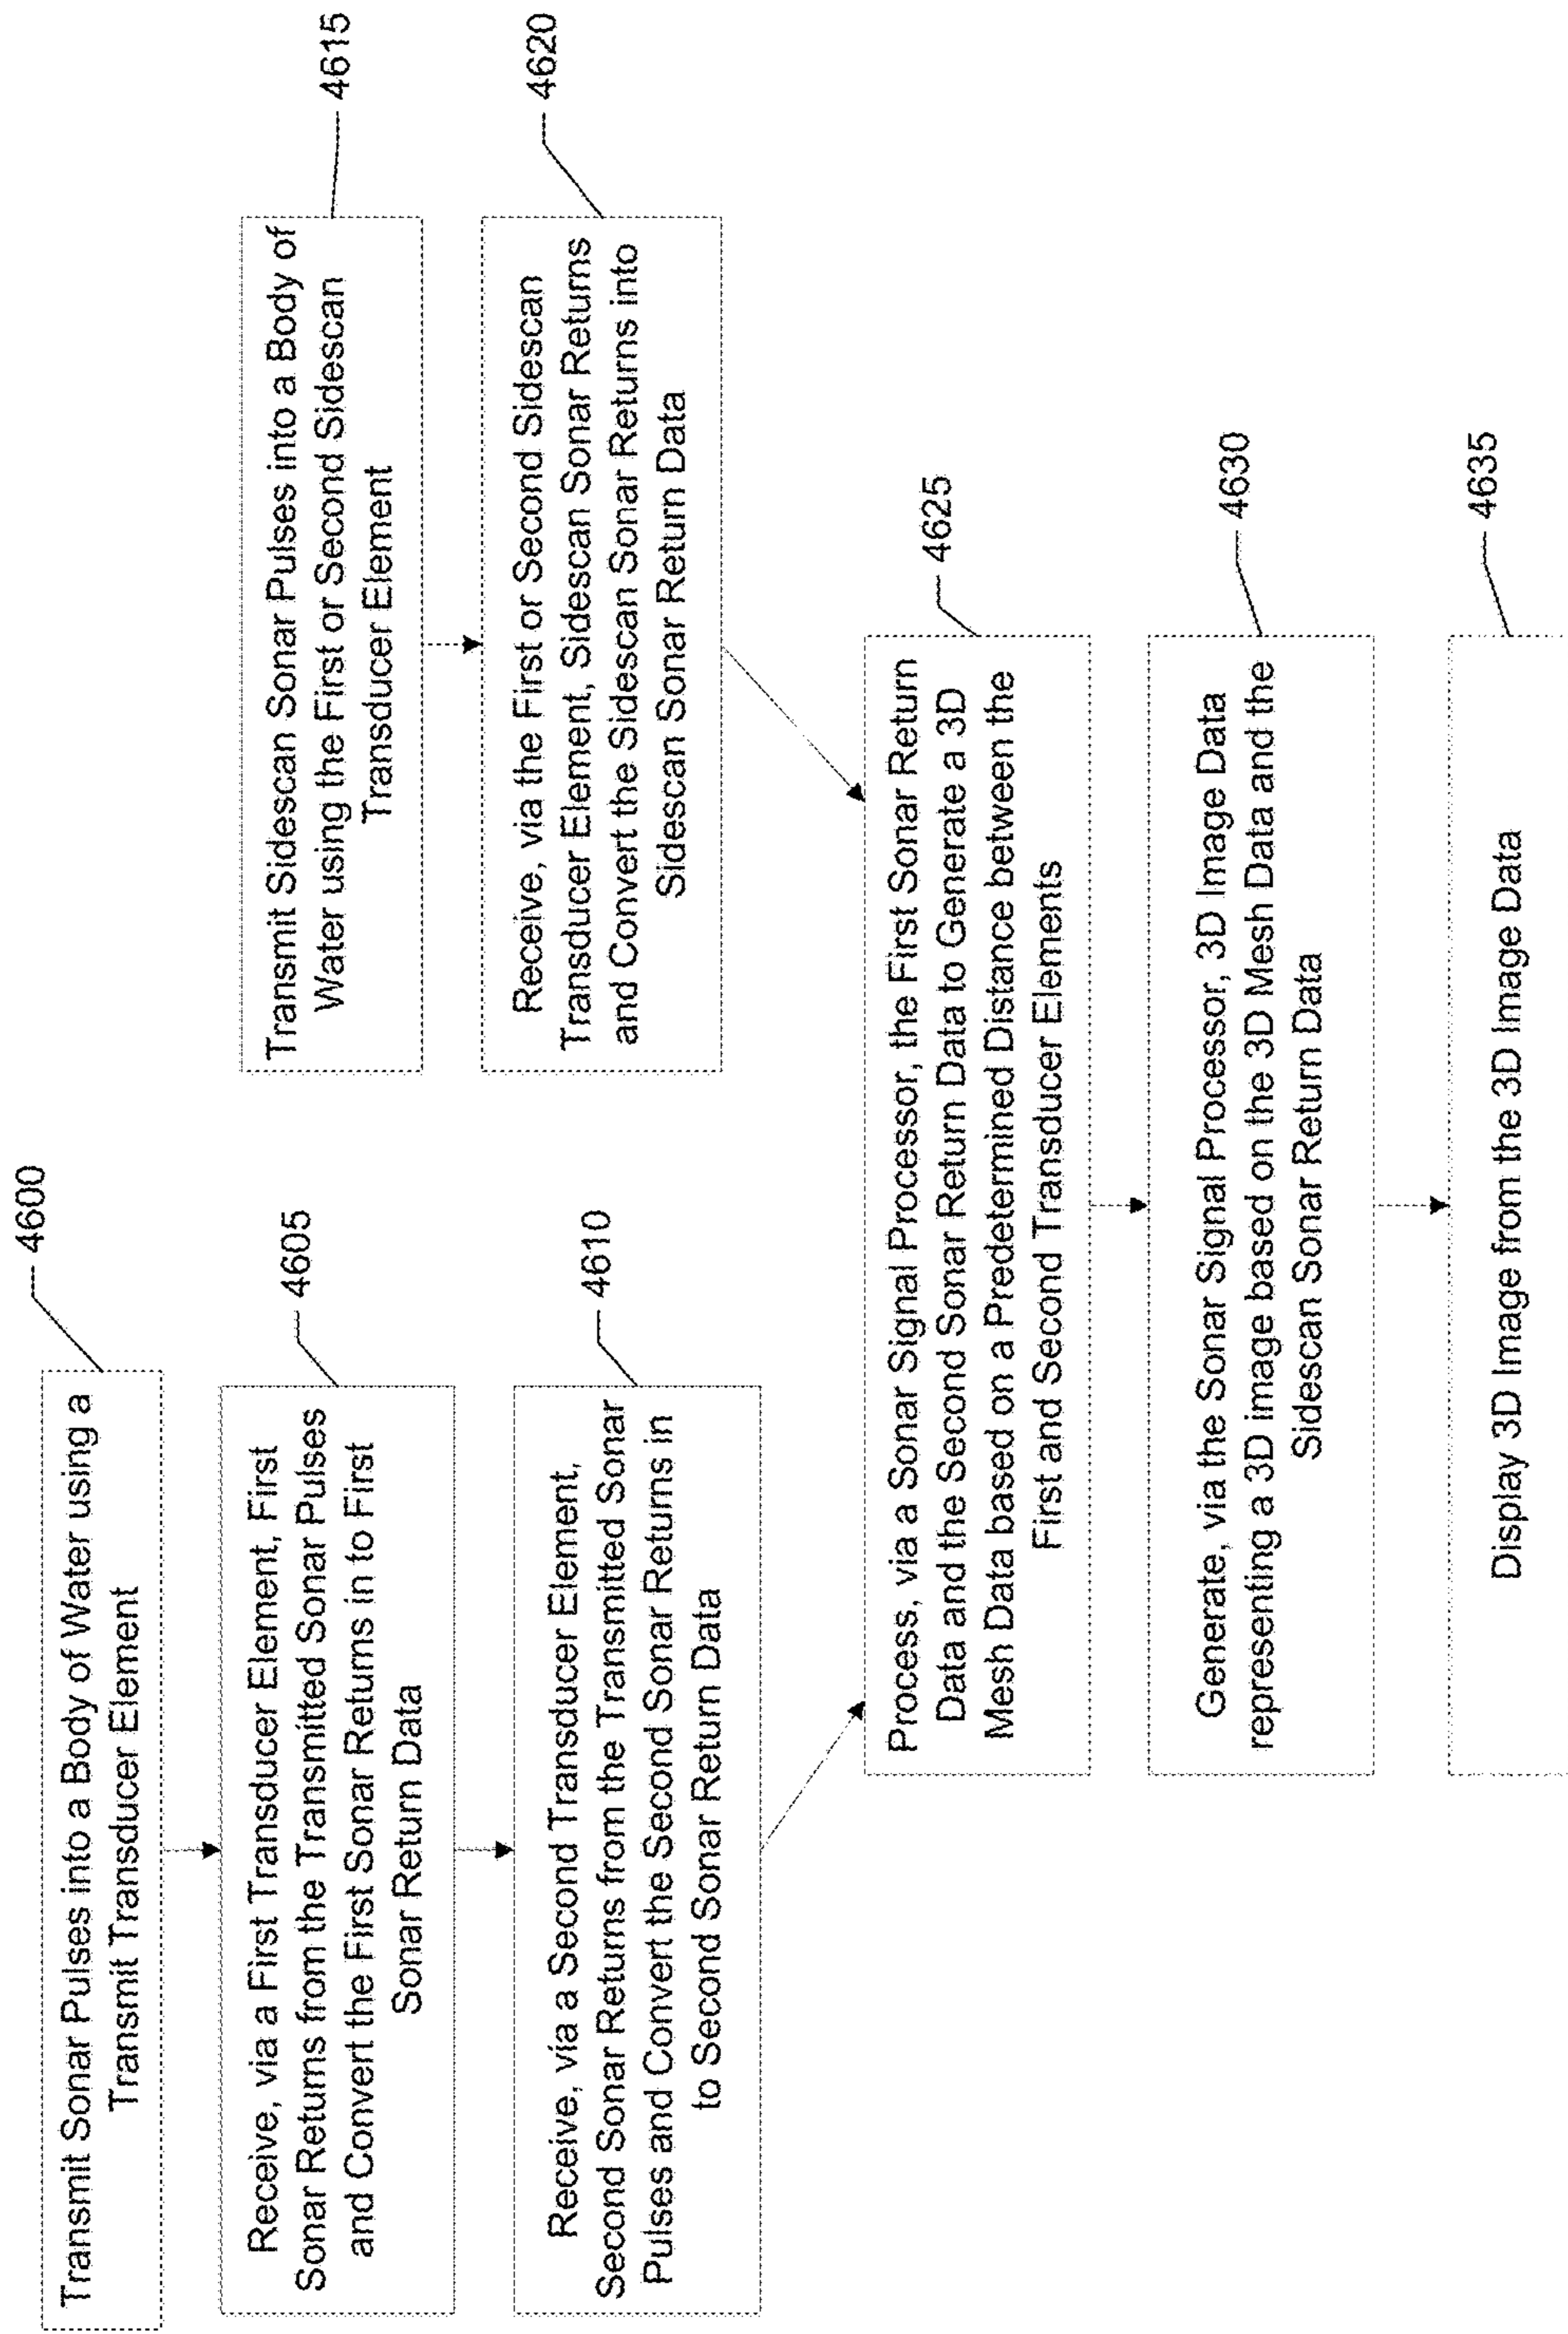 4600
Transmit Sonar Pulses into a Body of Water using a
Transmit Transducer Element
4605
Receive, via a First Transducer Element, First
Sonar Returns from the Transmitted Sonar Pulses
and Convert the First Sonar Returns in to First
Sonar Return Data
4610
Receive, via a Second Transducer Element,
Second Sonar Returns from the Transmitted Sonar
Pulses and Convert the Second Sonar Returns in
to Second Sonar Return Data
4615
Transmit Sidescan Sonar Pulses into a Body of
Water using the First or Second Sidescan
Transducer Element
4620
Receive, via the First or Second Sidescan
Transducer Element, Sidescan Sonar Returns
and Convert the Sidescan Sonar Returns into
Sidescan Sonar Return Data
4625
Process, via a Sonar Signal Processor, the First Sonar Return
Data and the Second Sonar Return Data to Generate a 3D
Mesh Data based on a Predetermined Distance between the
First and Second Transducer Elements
4630
Generate, via the Sonar Signal Processor, 3D Image Data
representing a 3D image based on the 3D Mesh Data and the
Sidescan Sonar Return Data
4635
Display 3D Image from the 3D Image Data